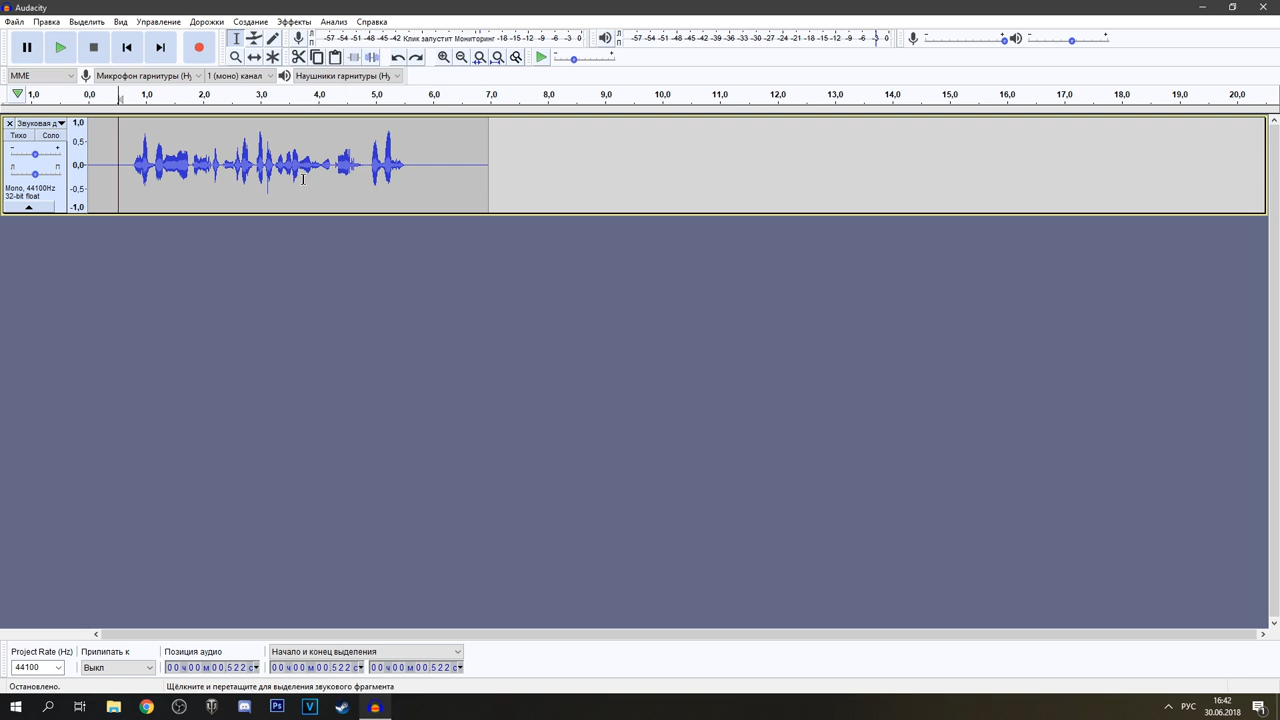 Audacity
Файл Правка Выделить Вид Управление Дорожки Создание Эффекты Анализ Справка
-57 -54 -51 -48 -45 -42 Клик запустит Мониторинг -18 -15 -12 -9 -6 -3 0
-57 -54 -51 -48 -45 -42 -39 -36 -33 -30 -27 -24 -21 -18 -15 -12 -9 -6 -3 0
MME Микрофон гарнитуры (Hy 1 (моно) канал Наушники гарнитуры (Hy
1,0 0,0 1,0 2,0 3,0 4,0 5,0 6,0 7,0 8,0 9,0 10,0 11,0 12,0 13,0 14,0 15,0 16,0 17,0 18,0 19,0 20,0
Звуковая д 1,0
Тихо Соло 0,5
- + 0,0
Л П
Mono, 44100Hz -0,5
32-bit float
-1,0
Project Rate (Hz) Прилипать к Позиция аудио Начало и конец выделения
44100 Выкл 00 ч 00 м 00,522 с 00 ч 00 м 00,522 с 00 ч 00 м 00,522 с
Остановлено. Щёлкните и перетащите для выделения звукового фрагмента
Ps V РУС 16:42
30.06.2018